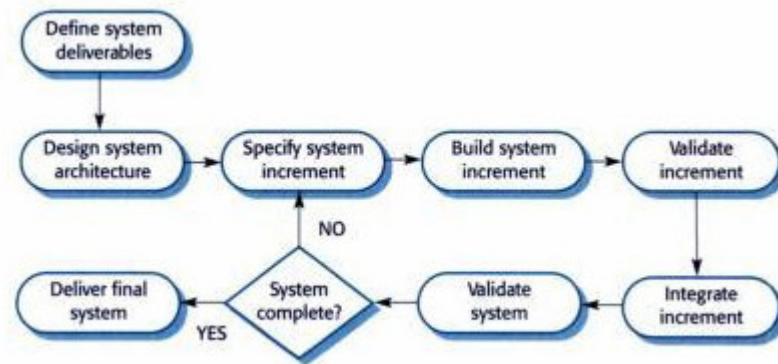 Define system
deliverables
Design system
architecture
Specify system
increment
Build system
increment
Validate
increment
NO
Deliver final
system
YES
System
complete?
Validate
system
Integrate
increment